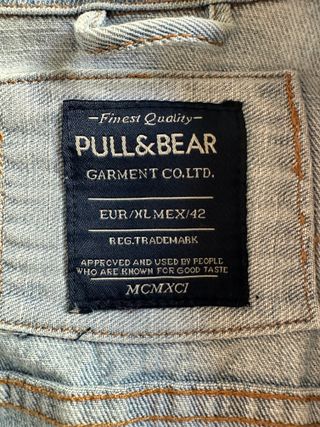 -Finest Quality-
PULL&BEAR
GARMENT CO.LTD.
EUR/XL MEX/42
REG.TRADEMARK
APPROVED AND USED BY PEOPLE
WHO ARE KNOWN FOR GOOD TASTE
MCMXCI